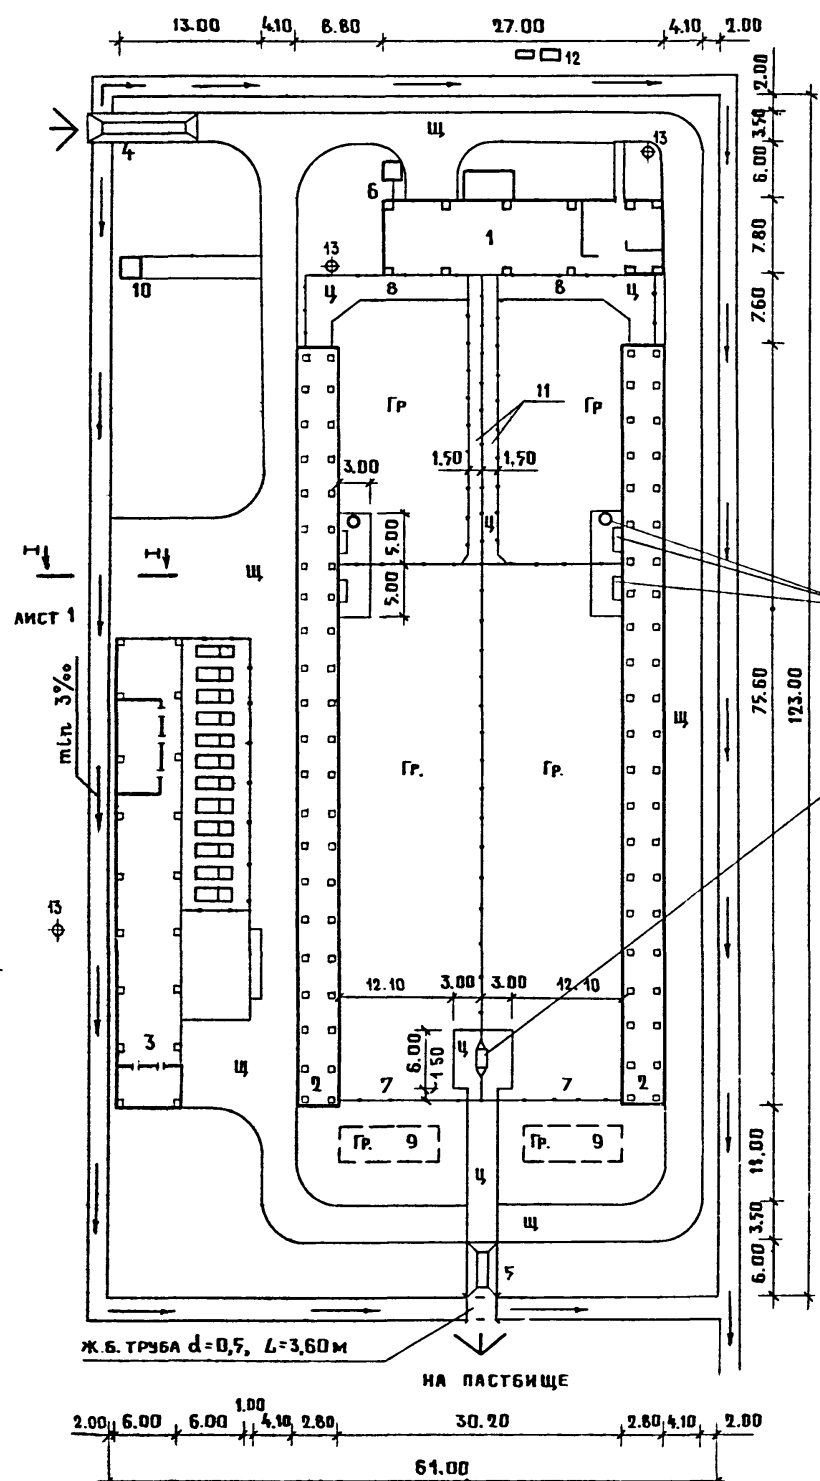 13.00 4.10 8.80 27.00 4.10 2.00
12
2.00
3.50
6.00
7.80
7.60
Щ
13
4
6
1
13
10
Ц 8 8 Ц
Гр Гр
11
1,50 1,50
3.00
Ц
5.00
5.00
I I
Щ
ЛИСТ 1
min 3‰
75.60
123.00
Щ
Гр. Гр.
13
12.10 3.00 3.00 12.10
6.00
1.50
Ц
3
Щ
2 7 7 2
Гр. 9 Гр. 9
Ц
Щ
3.50
6.00
5
Ж.Б. ТРУБА d=0,5, L=3,60м
НА ПАСТБИЩЕ
2.00 6.00 6.00 1.00 4.10 2.80 30.20 2.80 4.10 2.00
61.00